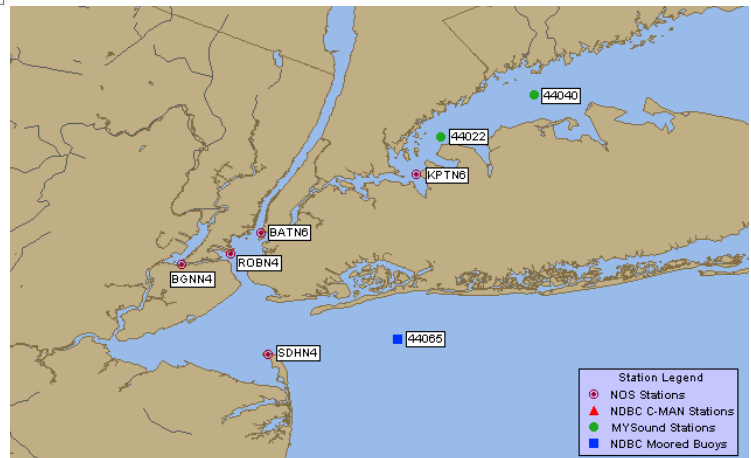 44040
44022
KPTN6
BATN6
ROBN4
BGNN4
44065
SDHN4
Station Legend
NOS Stations
NDBC C-MAN Stations
MYSound Stations
NDBC Moored Buoys